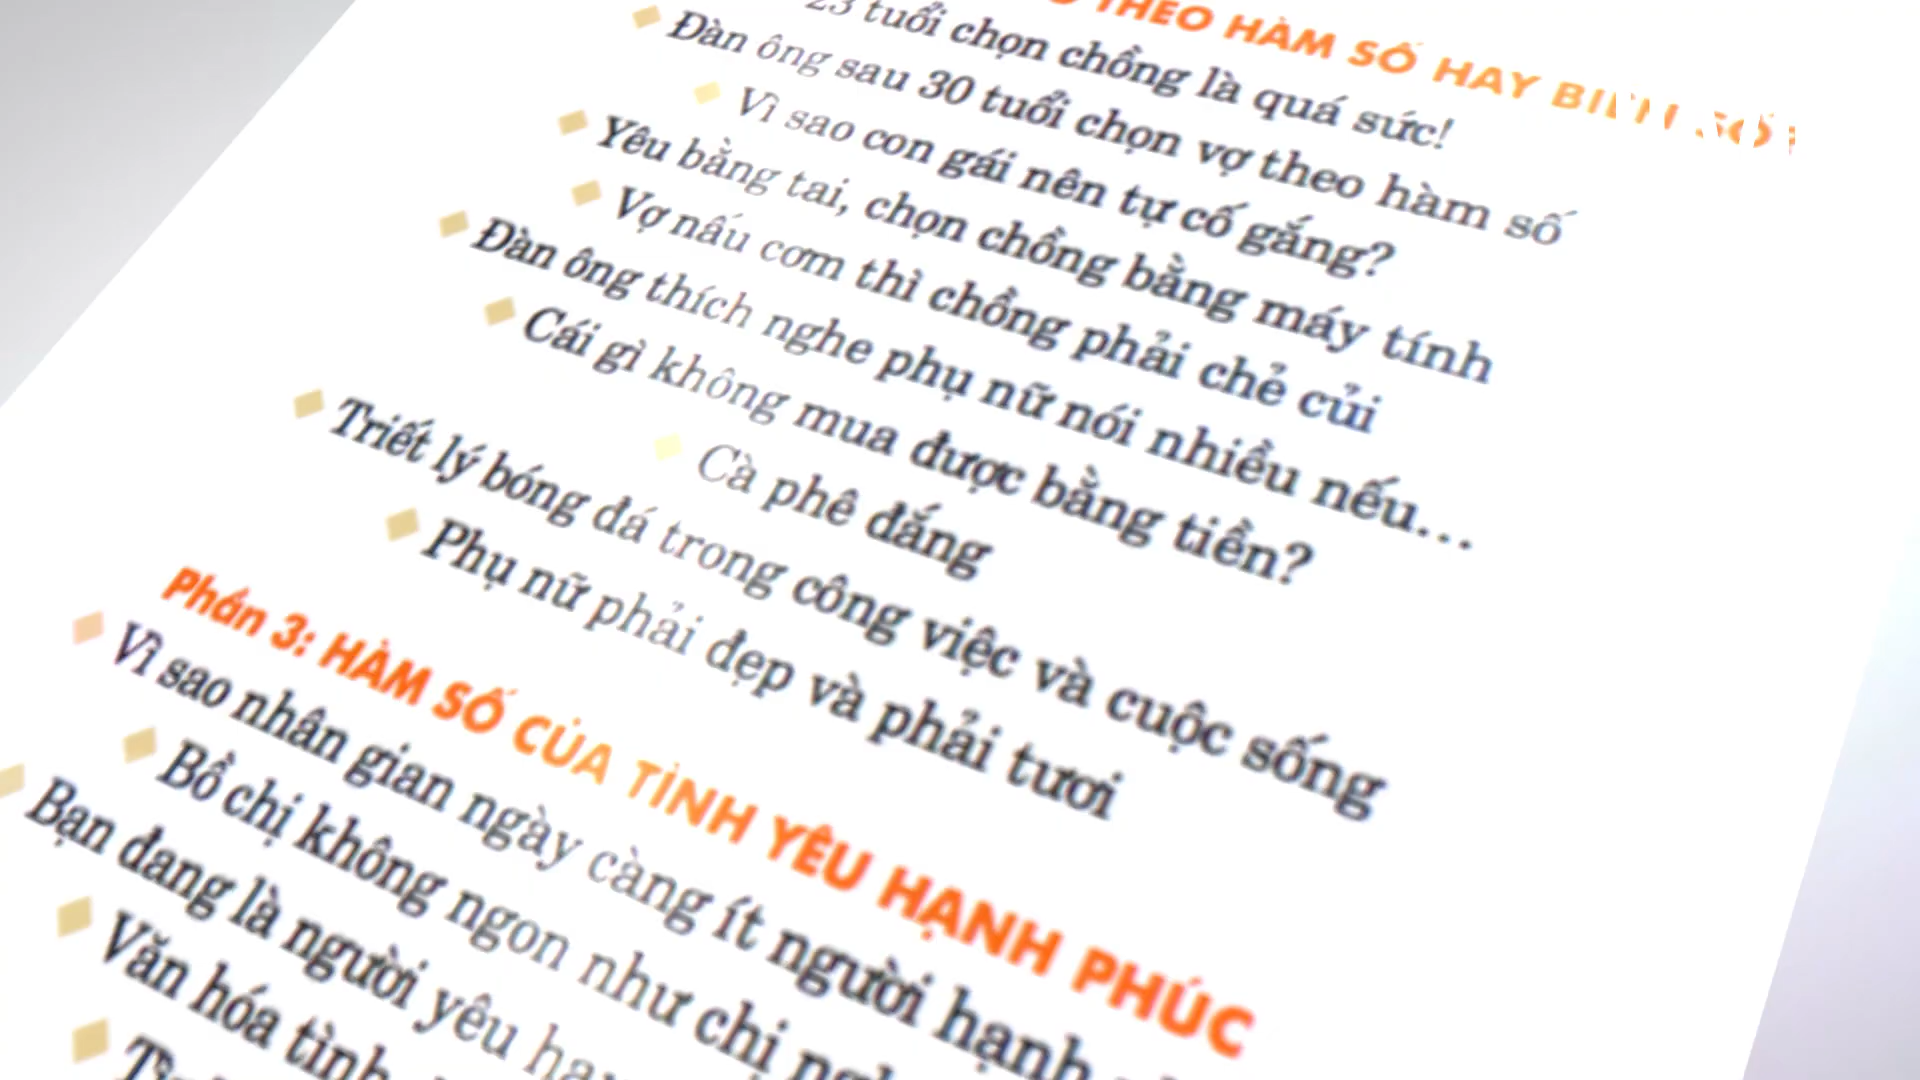 THEO HÀM SỐ HAY BIẾN SỐ
23 tuổi chọn chồng là quá sức!
Đàn ông sau 30 tuổi chọn vợ theo hàm số
Vì sao con gái nên tự cố gắng?
Yêu bằng tai, chọn chồng bằng máy tính
Vợ nấu cơm thì chồng phải chẻ củi
Đàn ông thích nghe phụ nữ nói nhiều nếu...
Cái gì không mua được bằng tiền?
Cà phê đắng
Triết lý bóng đá trong công việc và cuộc sống
Phụ nữ phải đẹp và phải tươi
Phần 3: HÀM SỐ CỦA TÌNH YÊU HẠNH PHÚC
Vì sao nhân gian ngày càng ít người hạnh
Bồ chị không ngon như chị
Bạn đang là người yêu hay
Văn hóa tình